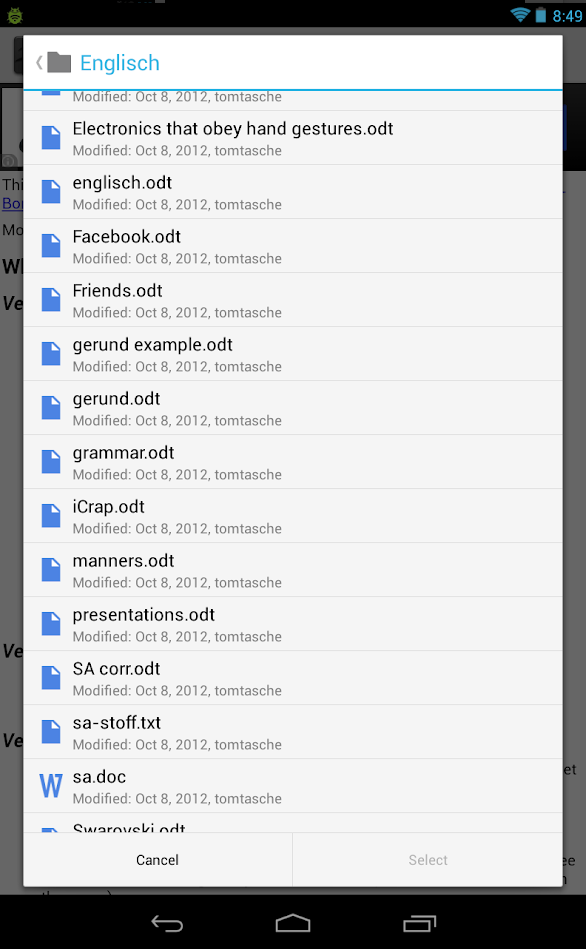 8:49
Englisch
Modified: Oct 8, 2012, tomtasche
Electronics that obey hand gestures.odt
Modified: Oct 8, 2012, tomtasche
englisch.odt
Modified: Oct 8, 2012, tomtasche
Facebook.odt
Modified: Oct 8, 2012, tomtasche
Friends.odt
Modified: Oct 8, 2012, tomtasche
gerund example.odt
Modified: Oct 8, 2012, tomtasche
gerund.odt
Modified: Oct 8, 2012, tomtasche
grammar.odt
Modified: Oct 8, 2012, tomtasche
iCrap.odt
Modified: Oct 8, 2012, tomtasche
manners.odt
Modified: Oct 8, 2012, tomtasche
presentations.odt
Modified: Oct 8, 2012, tomtasche
SA corr.odt
Modified: Oct 8, 2012, tomtasche
sa-stoff.txt
Modified: Oct 8, 2012, tomtasche
W sa.doc
Modified: Oct 8, 2012, tomtasche
Swarovski.odt
Cancel
Select